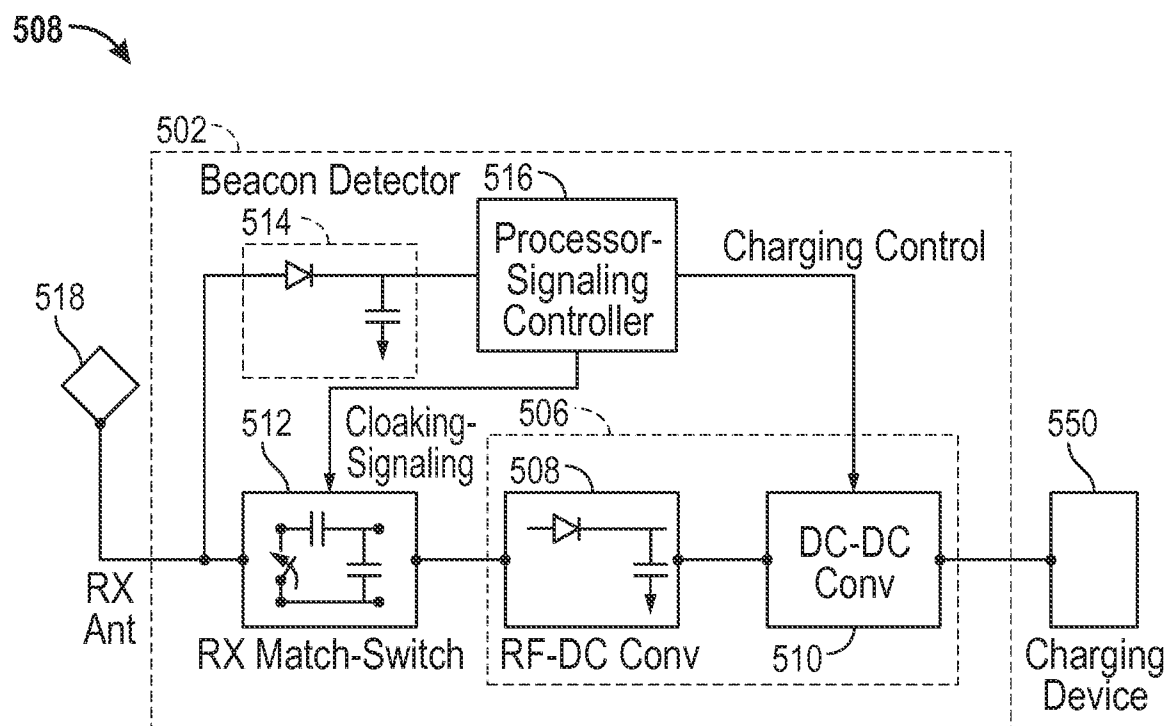 508
502
Beacon Detector
516
514
Processor-
Signaling
Controller
Charging Control
518
512
Cloaking-
Signaling
506
508
550
DC-DC
Conv
RX
Ant
RX Match-Switch
RF-DC Conv
510
Charging
Device